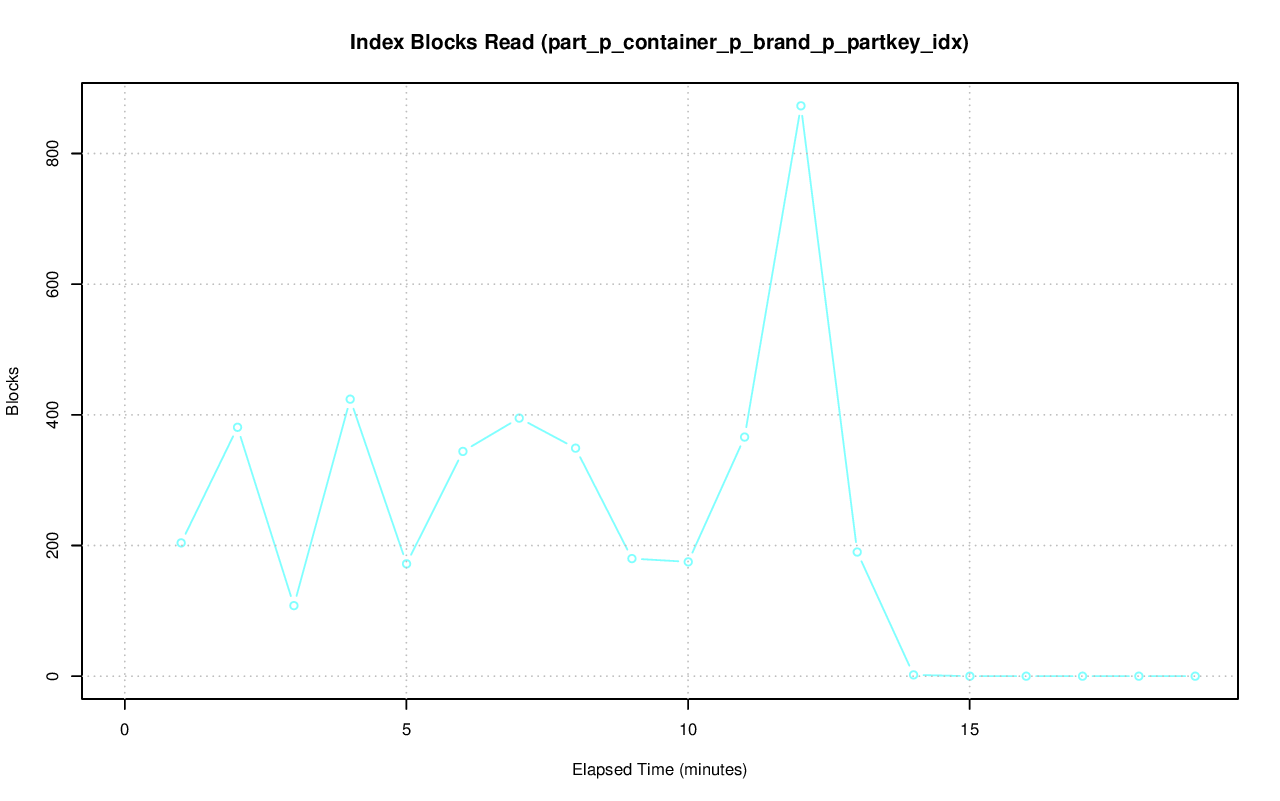 Index Blocks Read (part_p_container_p_brand_p_partkey_idx)
800
600
400
200
0
Blocks
0 5 10 15
Elapsed Time (minutes)